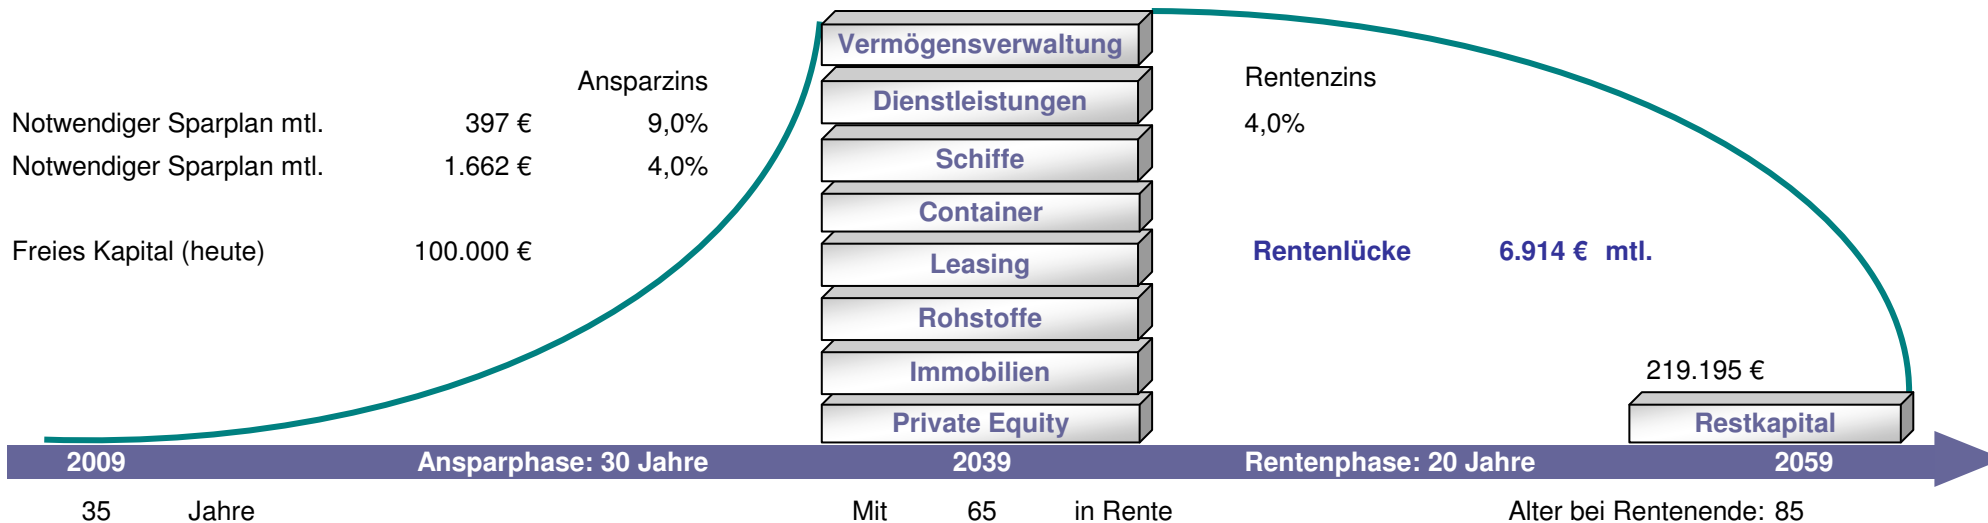 Ansparzins
Notwendiger Sparplan mtl. 397 € 9,0%
Notwendiger Sparplan mtl. 1.662 € 4,0%
Freies Kapital (heute) 100.000 €
Vermögensverwaltung
Dienstleistungen
Schiffe
Container
Leasing
Rohstoffe
Immobilien
Private Equity
Rentenzins
4,0%
Rentenlücke 6.914 € mtl.
219.195 €
Restkapital
2009 Ansparphase: 30 Jahre 2039 Rentenphase: 20 Jahre 2059
35 Jahre Mit 65 in Rente Alter bei Rentenende: 85